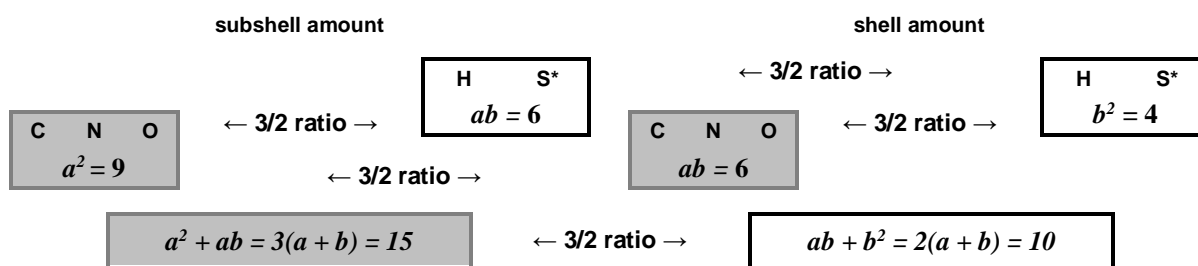 subshell amount
shell amount
← 3/2 ratio →
H S*
ab = 6
H S*
b² = 4
C N O
a² = 9
← 3/2 ratio →
C N O
ab = 6
← 3/2 ratio →
← 3/2 ratio →
a² + ab = 3(a + b) = 15
← 3/2 ratio →
ab + b² = 2(a + b) = 10